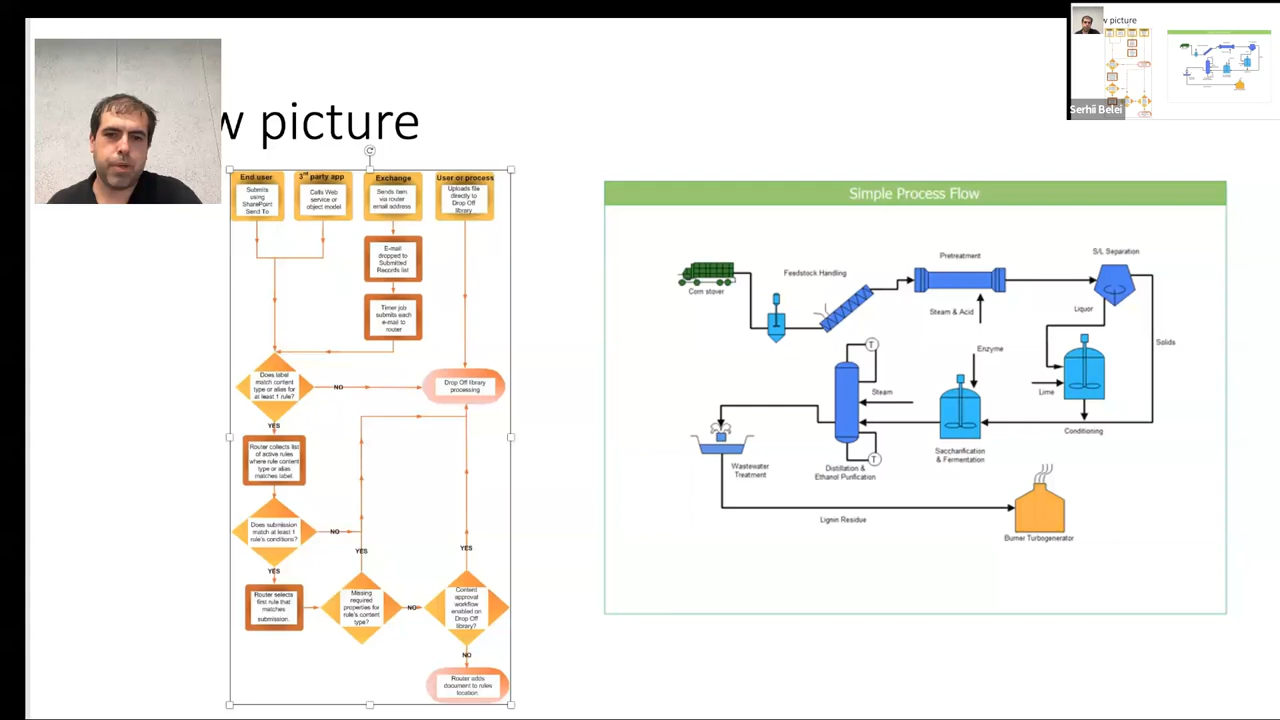 w picture
w picture
Serhii Belei
End user
3rd party app
Exchange
User or process
Submits
using
SharePoint
Send To
Calls Web
service or
object model
Sends item
via router
email address
Uploads file
directly to
Drop Off
library
E-mail
dropped to
Submitted
Records list
Timer job
submits each
e-mail to
router
Does label
match content
type or alias for
at least 1 rule?
NO
Drop Off library
processing
YES
Router collects list
of active rules
where rule content
type or alias
matches label
Does submission
match at least 1
rule's conditions?
NO
YES
YES
YES
Router selects
first rule that
matches
submission.
Missing
required
properties for
rule's content
type?
NO
Content
approval
workflow
enabled on
Drop Off
library?
NO
Router adds
document to rules
location
Simple Process Flow
Corn stover
Feedstock Handling
Pretreatment
S/L Separation
Steam & Acid
Liquor
Solids
Enzyme
Lime
Conditioning
T
Steam
T
Saccharification
& Fermentation
Distillation &
Ethanol Purification
Wastewater
Treatment
Lignin Residue
Burner Turbogenerator